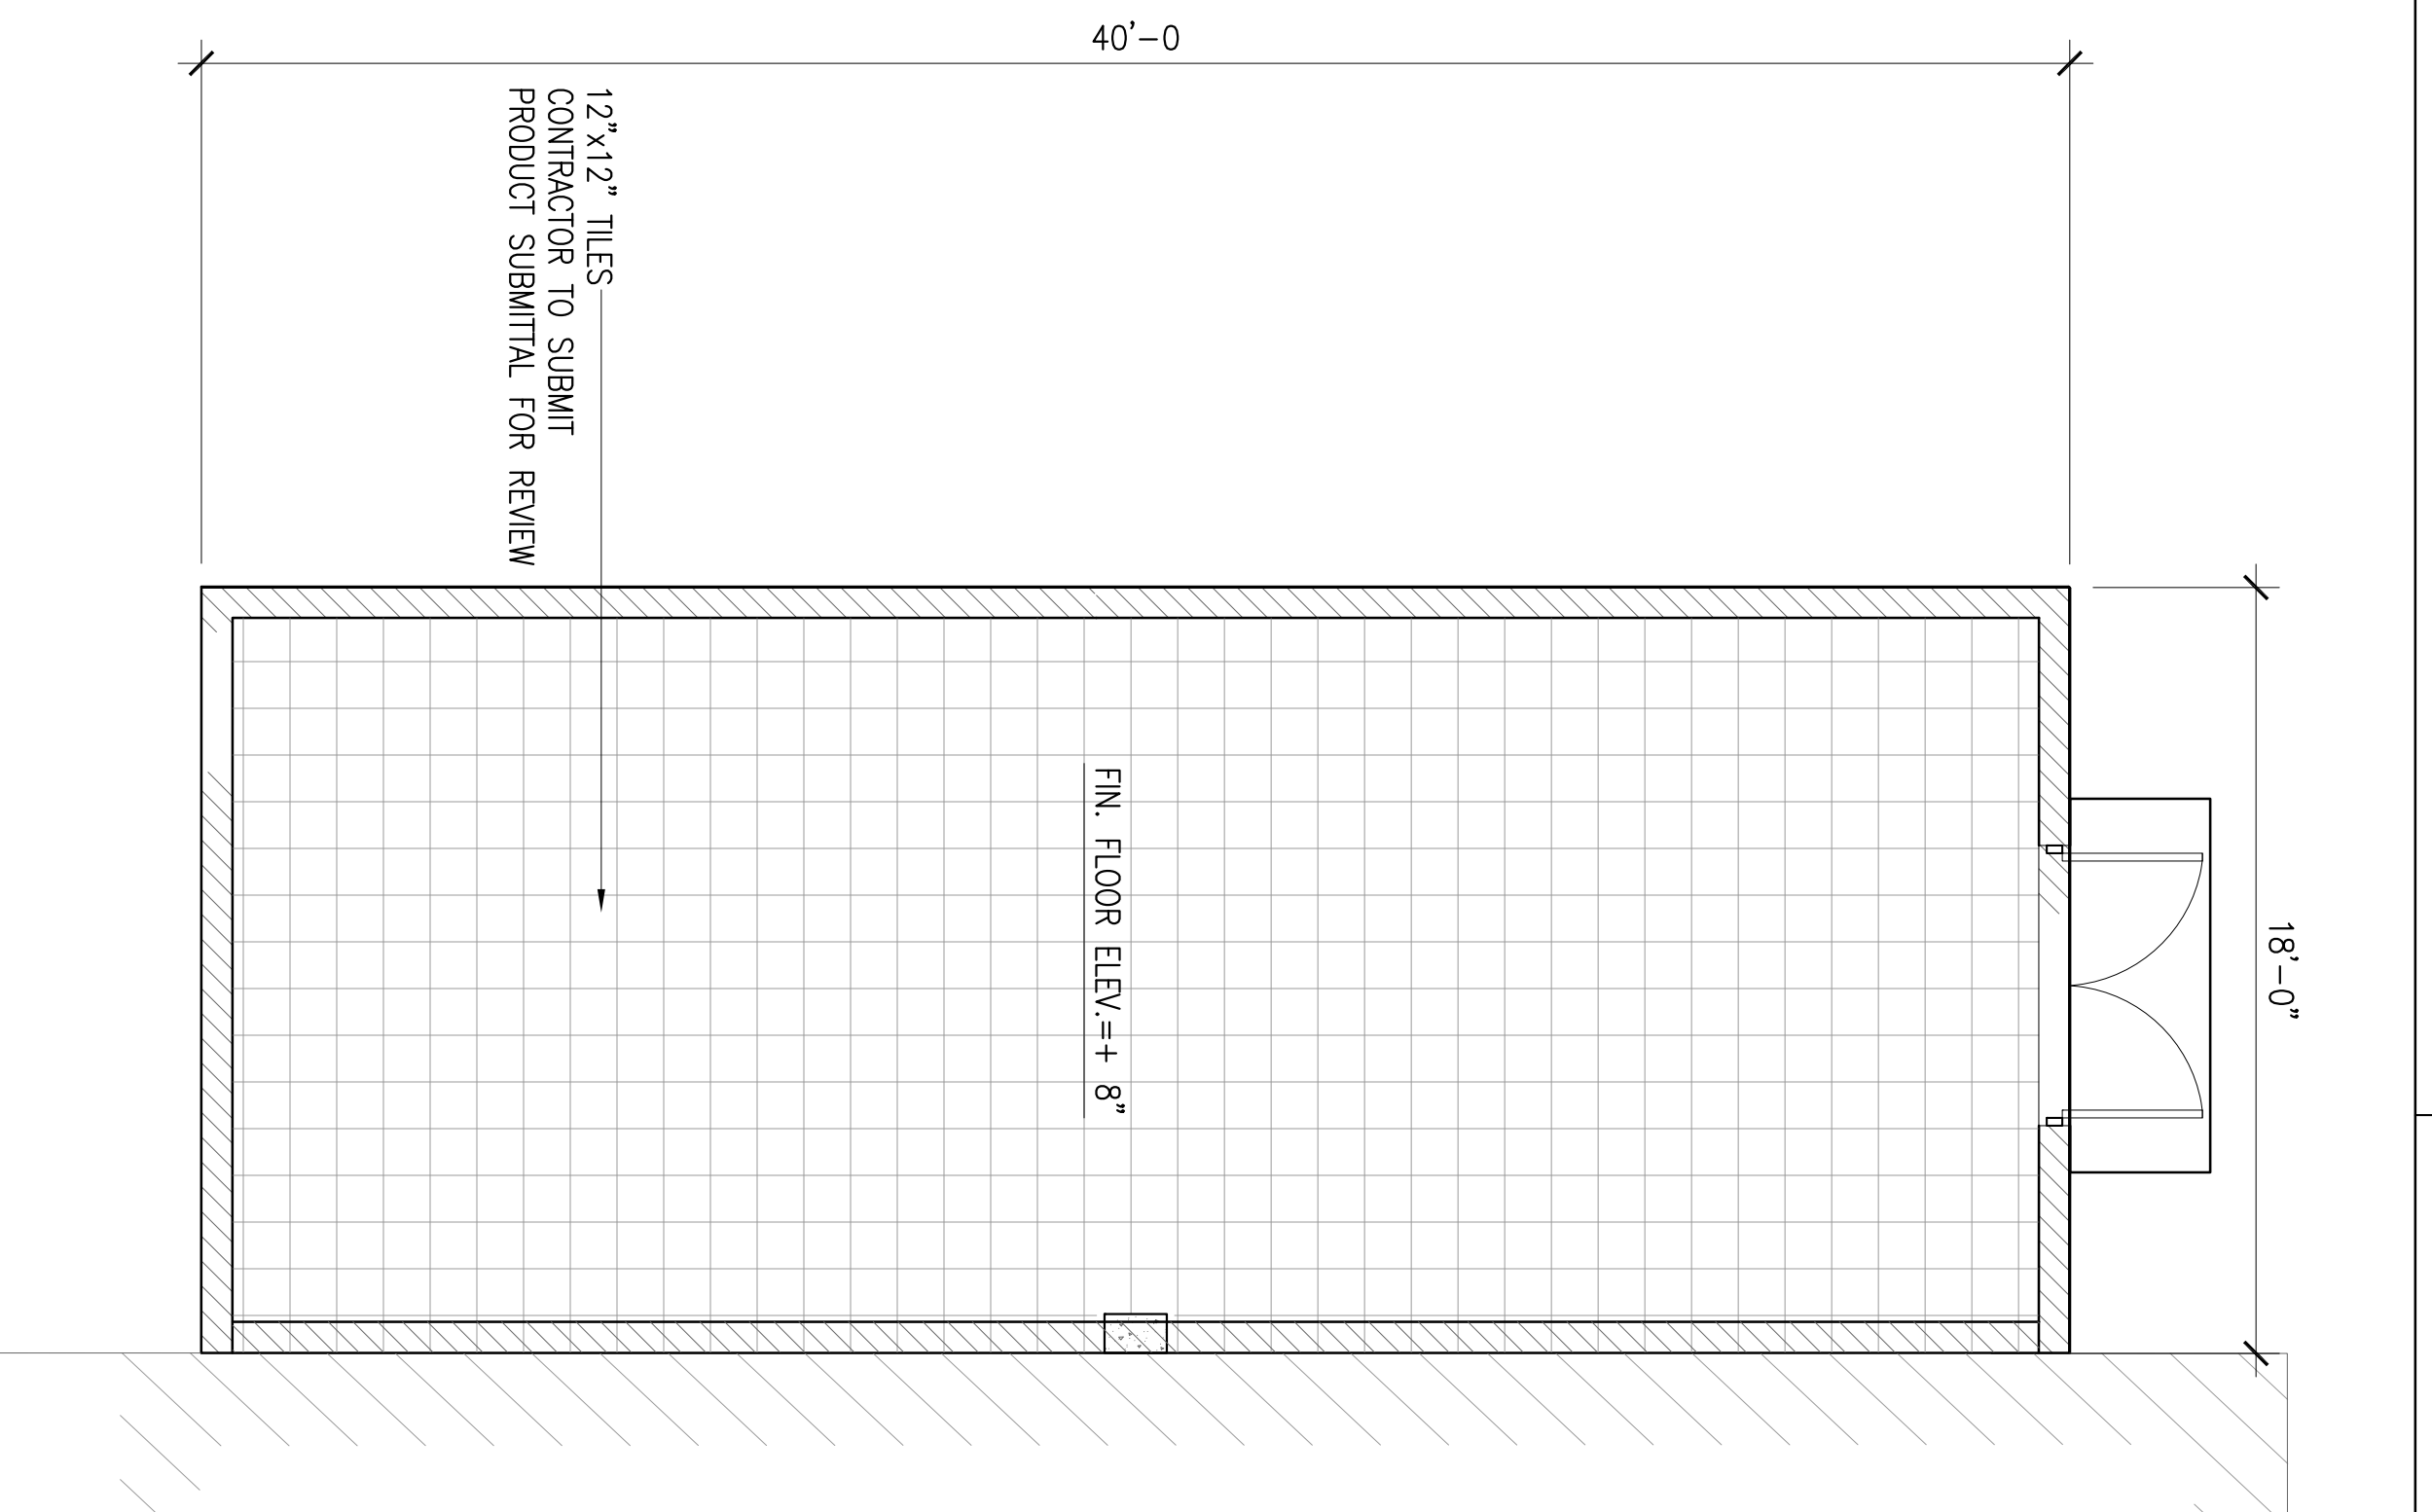 40'-0
12"x12" TILES
CONTRACTOR TO SUBMIT
PRODUCT SUBMITTAL FOR REVIEW
FIN. FLOOR ELEV.=+ 8"
18'-0"